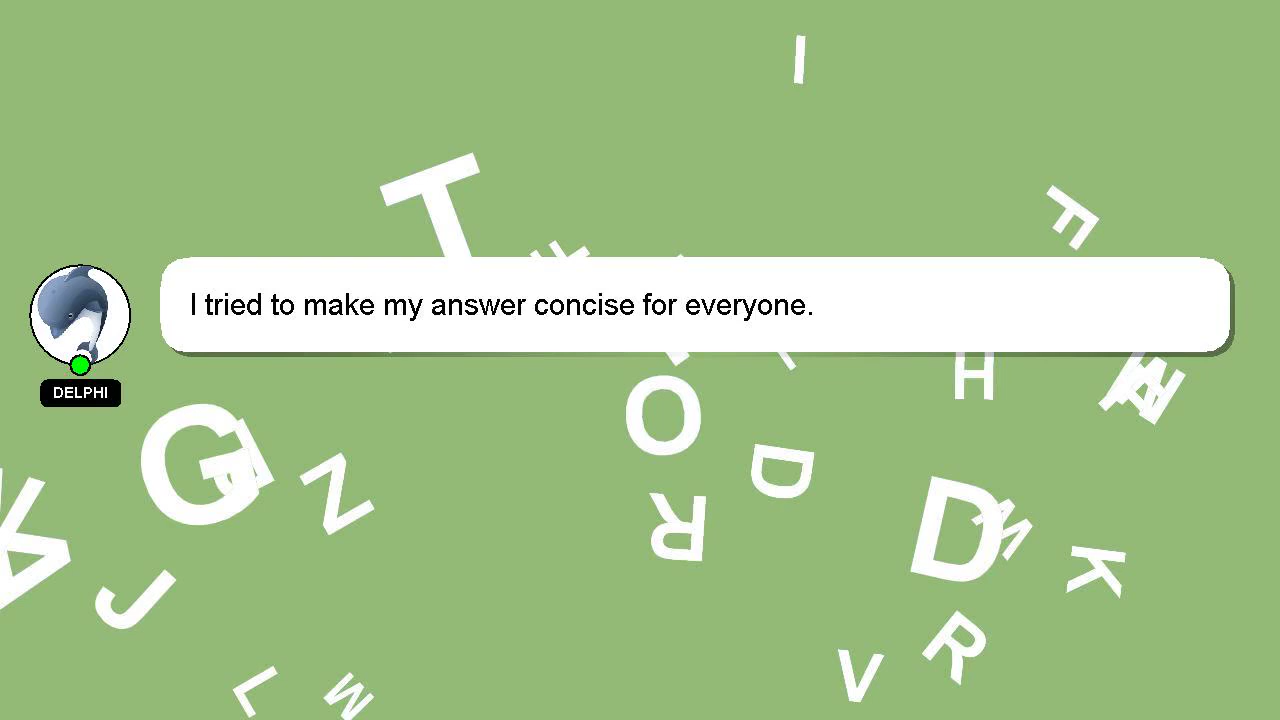 I
T
F
I tried to make my answer concise for everyone.
DELPHI
H
O
G
N
D
R
D
M
K
J
R
V
L
M